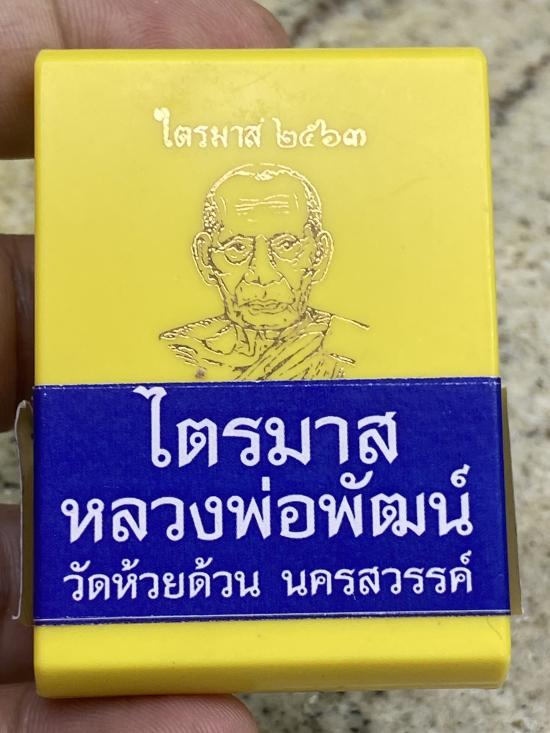 ไตรมาส ๒๕๖๓
ไตรมาส
หลวงพ่อพัฒน์
วัดห้วยด้วน นครสวรรค์